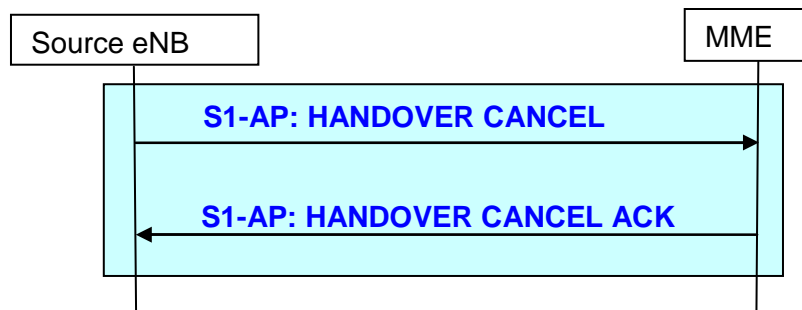 Source eNB
MME
S1-AP: HANDOVER CANCEL
S1-AP: HANDOVER CANCEL ACK